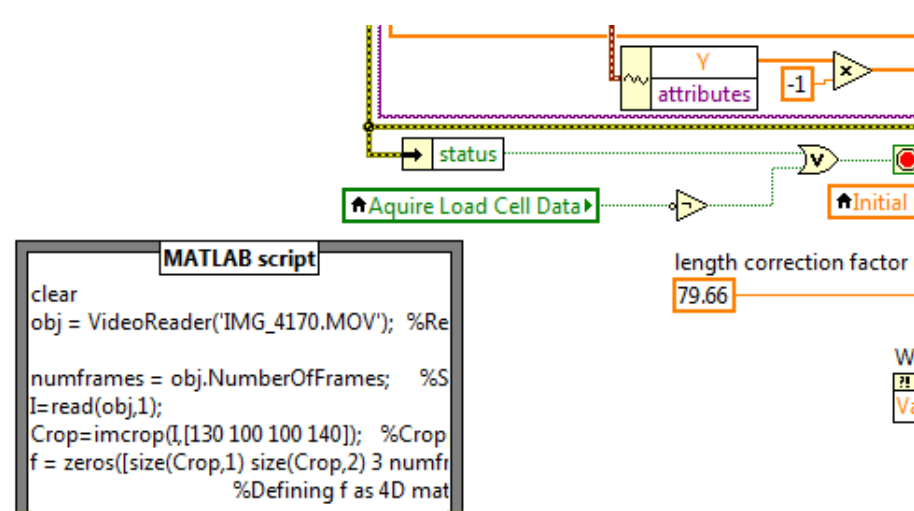 Y
attributes
-1
x
status
V
Aquire Load Cell Data
Initial
MATLAB script
clear
obj = VideoReader('IMG_4170.MOV'); %Re
numframes = obj.NumberOfFrames; %S
I=read(obj,1);
Crop=imcrop(I,[130 100 100 140]); %Crop
f = zeros([size(Crop,1) size(Crop,2) 3 numfr
%Defining f as 4D mat
length correction factor
79.66
W
?!
Va